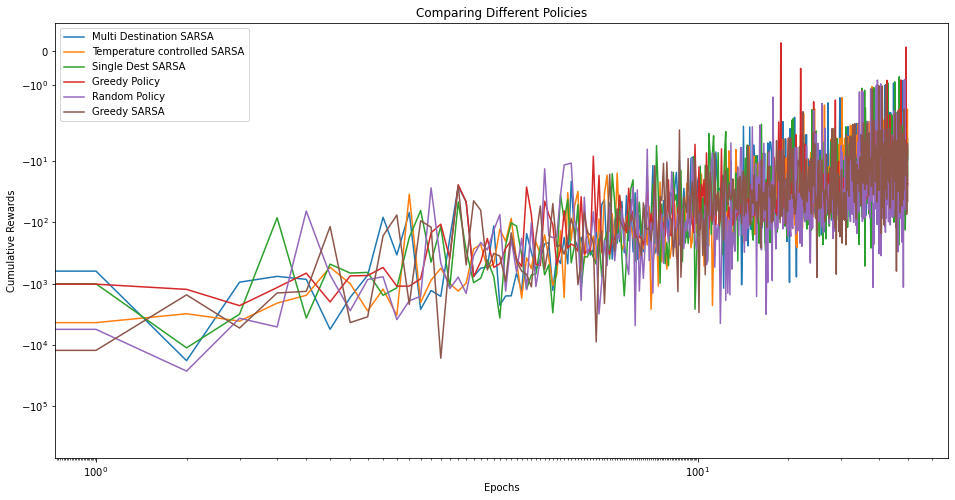 Comparing Different Policies
Multi Destination SARSA
Temperature controlled SARSA
Single Dest SARSA
Greedy Policy
Random Policy
Greedy SARSA
0
−10⁰
−10¹
−10²
−10³
−10⁴
−10⁵
Cummulative Rewards
10⁰
10¹
Epochs